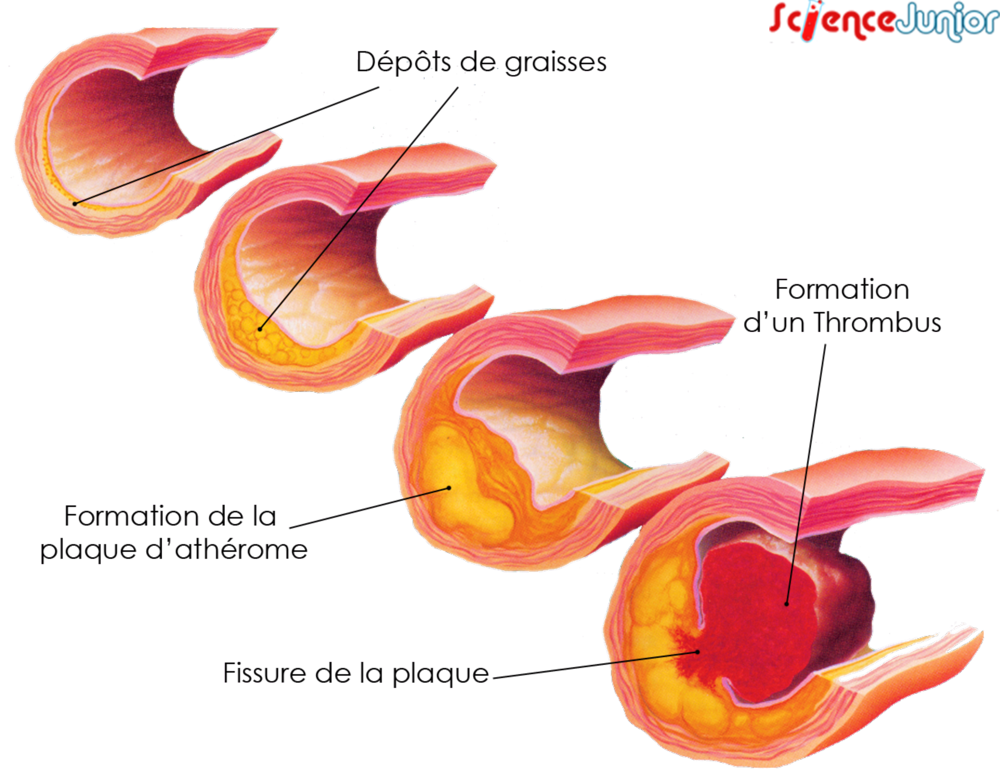 ScienceJunior
Dépôts de graisses
Formation
d’un Thrombus
Formation de la
plaque d’athérome
Fissure de la plaque